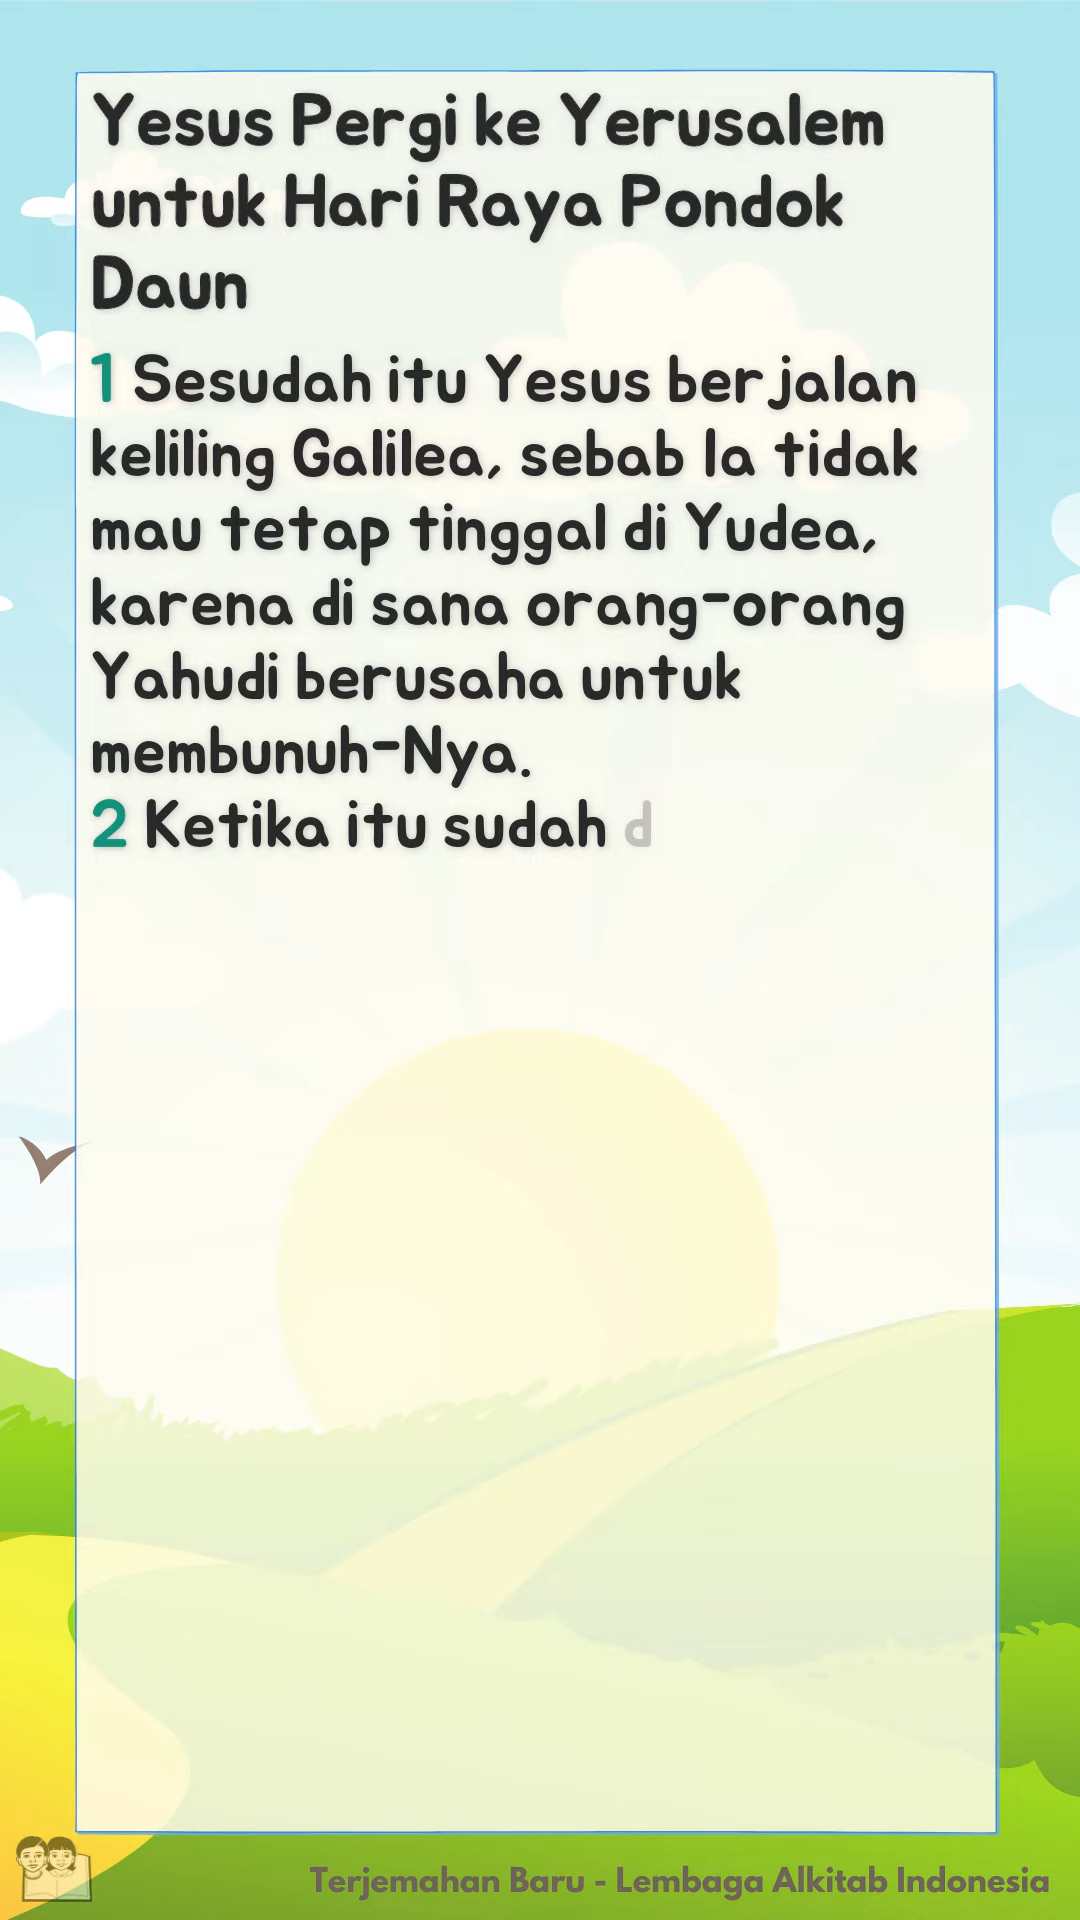 Yesus Pergi ke Yerusalem
untuk Hari Raya Pondok
Daun
1 Sesudah itu Yesus berjalan
keliling Galilea, sebab Ia tidak
mau tetap tinggal di Yudea,
karena di sana orang-orang
Yahudi berusaha untuk
membunuh-Nya.
2 Ketika itu sudah d
Terjemahan Baru - Lembaga Alkitab Indonesia